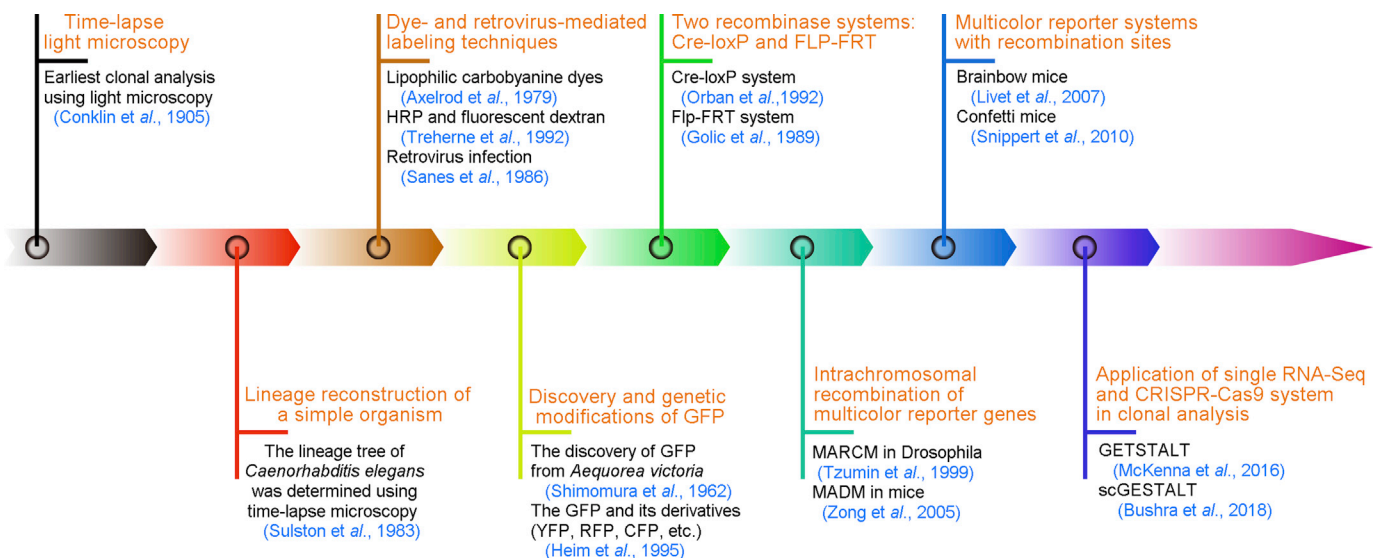 Time-lapse
light microscopy
Earliest clonal analysis
using light microscopy
(Conklin et al., 1905)
Dye- and retrovirus-mediated
labeling techniques
Lipophilic carbobyanine dyes
(Axelrod et al., 1979)
HRP and fluorescent dextran
(Treherne et al., 1992)
Retrovirus infection
(Sanes et al., 1986)
Two recombinase systems:
Cre-loxP and FLP-FRT
Cre-loxP system
(Orban et al.,1992)
Flp-FRT system
(Golic et al., 1989)
Multicolor reporter systems
with recombination sites
Brainbow mice
(Livet et al., 2007)
Confetti mice
(Snippert et al., 2010)
Lineage reconstruction of
a simple organism
The lineage tree of
Caenorhabditis elegans
was determined using
time-lapse microscopy
(Sulston et al., 1983)
Discovery and genetic
modifications of GFP
The discovery of GFP
from Aequorea victoria
(Shimomura et al., 1962)
The GFP and its derivatives
(YFP, RFP, CFP, etc.)
(Heim et al., 1995)
Intrachromosomal
recombination of
multicolor reporter genes
MARCM in Drosophila
(Tzumin et al., 1999)
MADM in mice
(Zong et al., 2005)
Application of single RNA-Seq
and CRISPR-Cas9 system
in clonal analysis
GETSTALT
(McKenna et al., 2016)
scGESTALT
(Bushra et al., 2018)